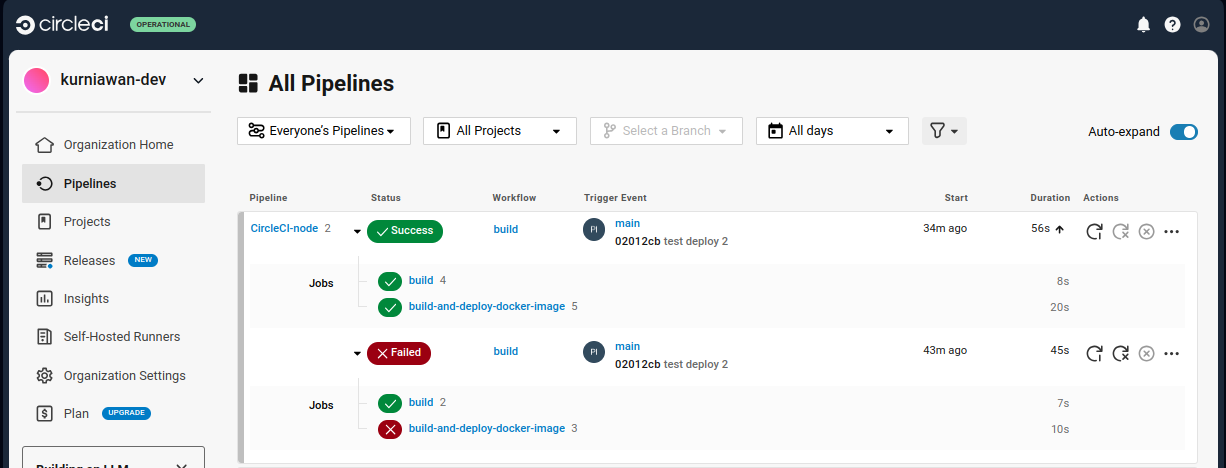 circleci OPERATIONAL
kurniawan-dev
All Pipelines
Everyone's Pipelines All Projects Select a Branch All days Auto-expand
Organization Home
Pipelines
Projects
Releases NEW
Insights
Self-Hosted Runners
Organization Settings
Plan UPGRADE
Pipeline Status Workflow Trigger Event Start Duration Actions
CircleCI-node 2 Success build PI main 34m ago 56s
02012cb test deploy 2
Jobs build 4 8s
build-and-deploy-docker-image 5 20s
Failed build PI main 43m ago 45s
02012cb test deploy 2
Jobs build 2 7s
build-and-deploy-docker-image 3 10s
Building an LLM